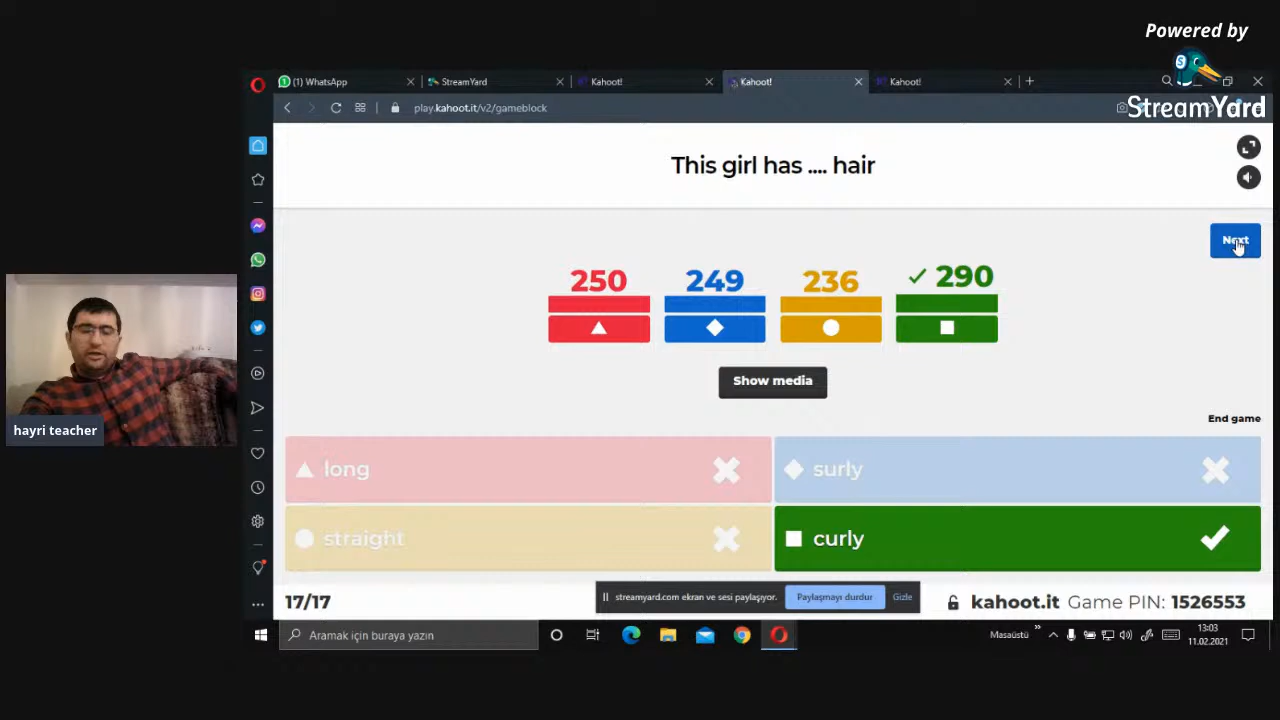 Powered by
StreamYard
(1) WhatsApp
StreamYard
Kahoot!
Kahoot!
Kahoot!
play.kahoot.it/v2/gameblock
This girl has .... hair
Next
250
249
236
290
Show media
End game
long
surly
straight
curly
hayri teacher
streamyard.com ekran ve sesi paylaşıyor.
Paylaşmayı durdur
Gizle
17/17
kahoot.it Game PIN: 1526553
Aramak için buraya yazın
Masaüstü
13:03
11.02.2021